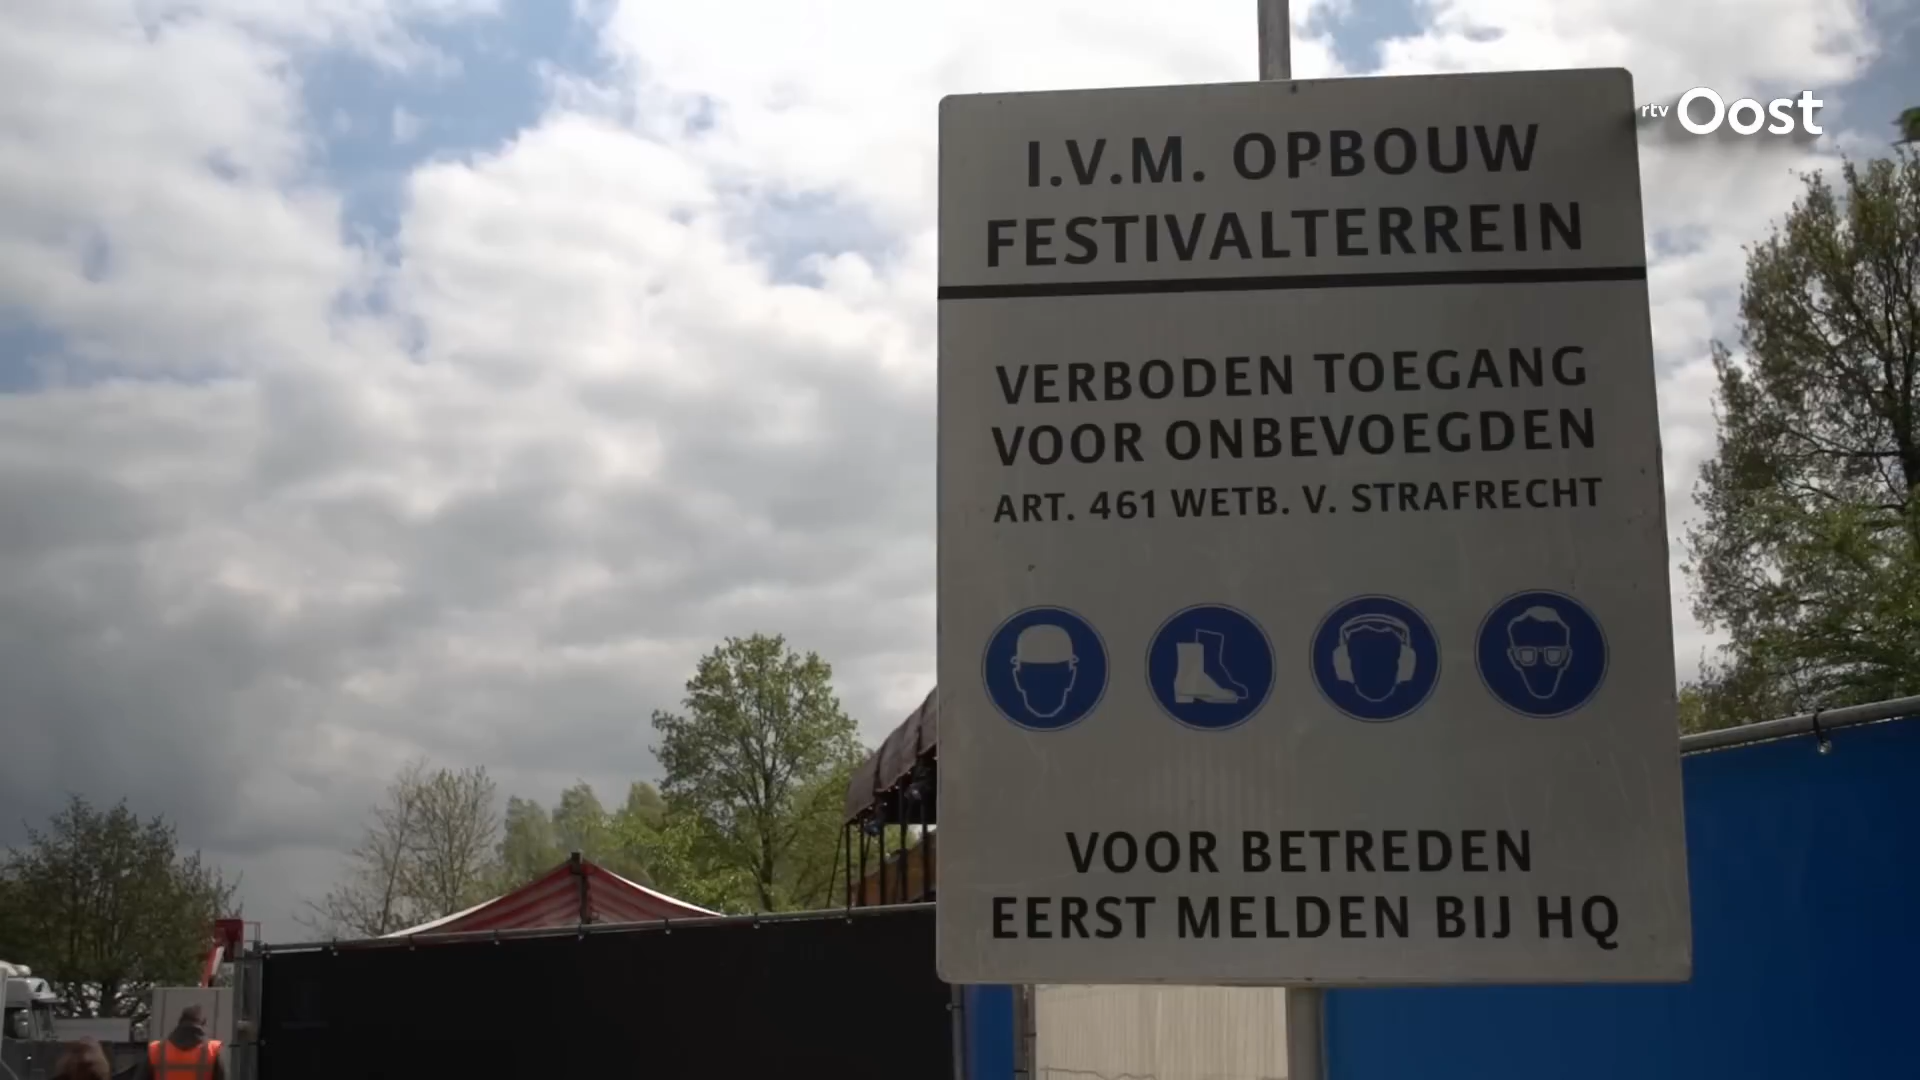 rtv Oost
I.V.M. OPBOUW
FESTIVALTERREIN
VERBODEN TOEGANG
VOOR ONBEVOEGDEN
ART. 461 WETB. V. STRAFRECHT
VOOR BETREDEN
EERST MELDEN BIJ HQ